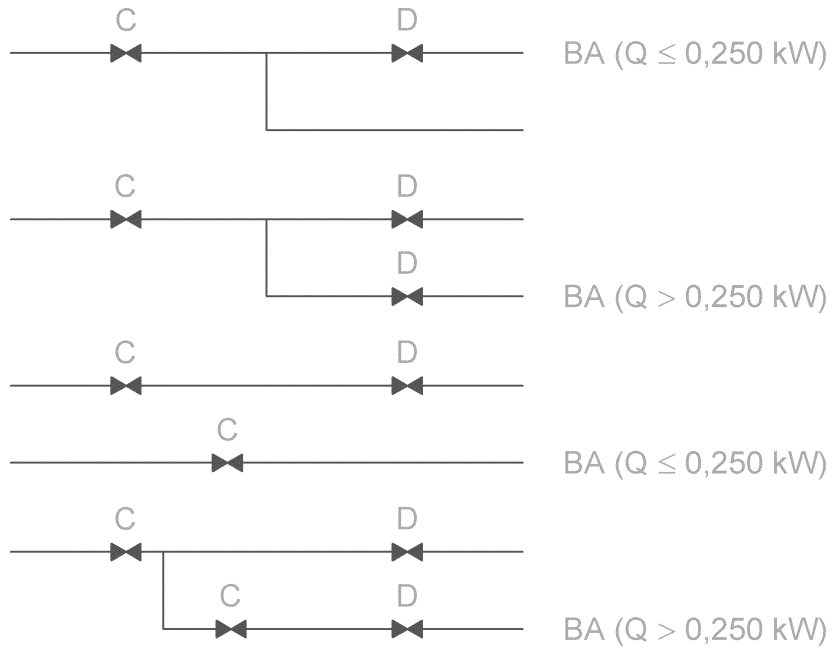 C D BA (Q ≤ 0,250 kW)
C D
D BA (Q > 0,250 kW)
C D
C BA (Q ≤ 0,250 kW)
C D
C D BA (Q > 0,250 kW)